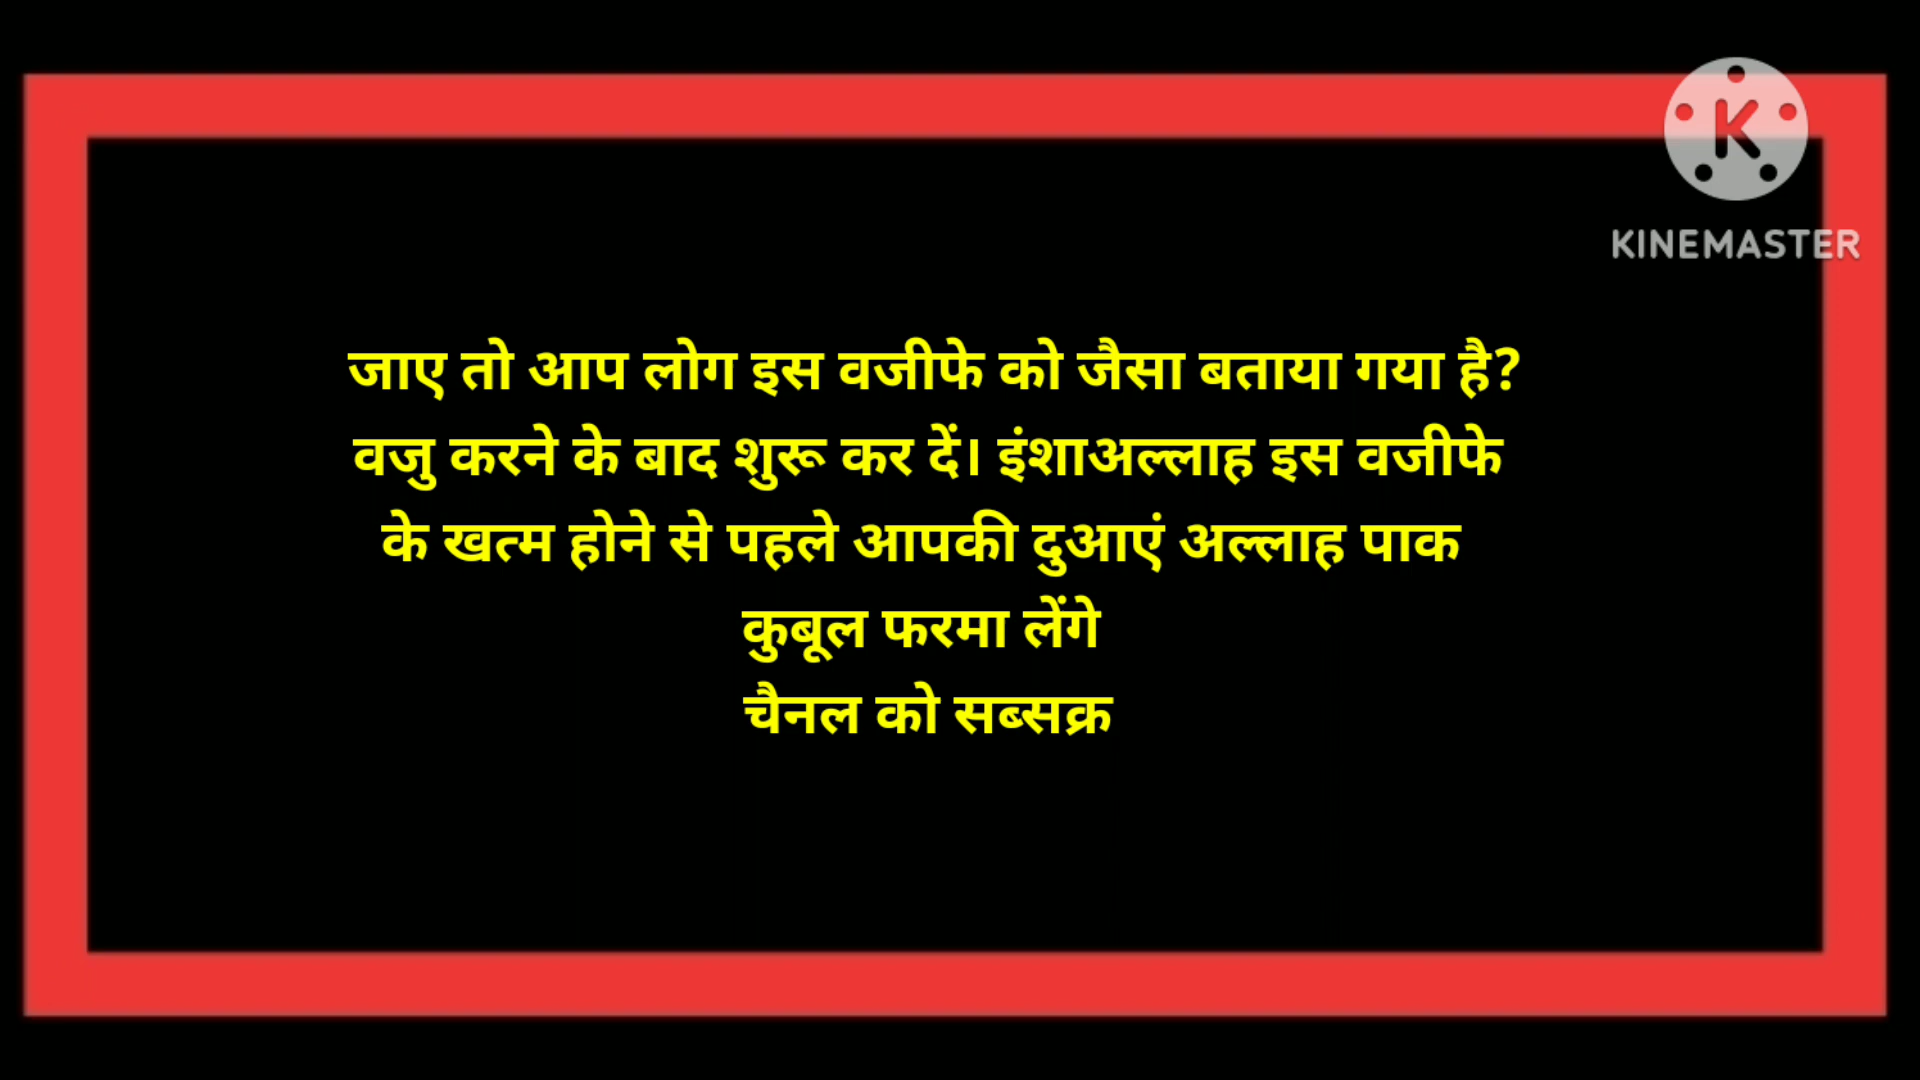 KINEMASTER
जाए तो आप लोग इस वजीफे को जैसा बताया गया है?
वजु करने के बाद शुरू कर दें। इंशाअल्लाह इस वजीफे
के खत्म होने से पहले आपकी दुआएं अल्लाह पाक
कुबूल फरमा लेंगे
चैनल को सब्सक्र